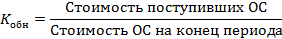 Kобн = Стоимость поступивших ОС
Стоимость ОС на конец периода